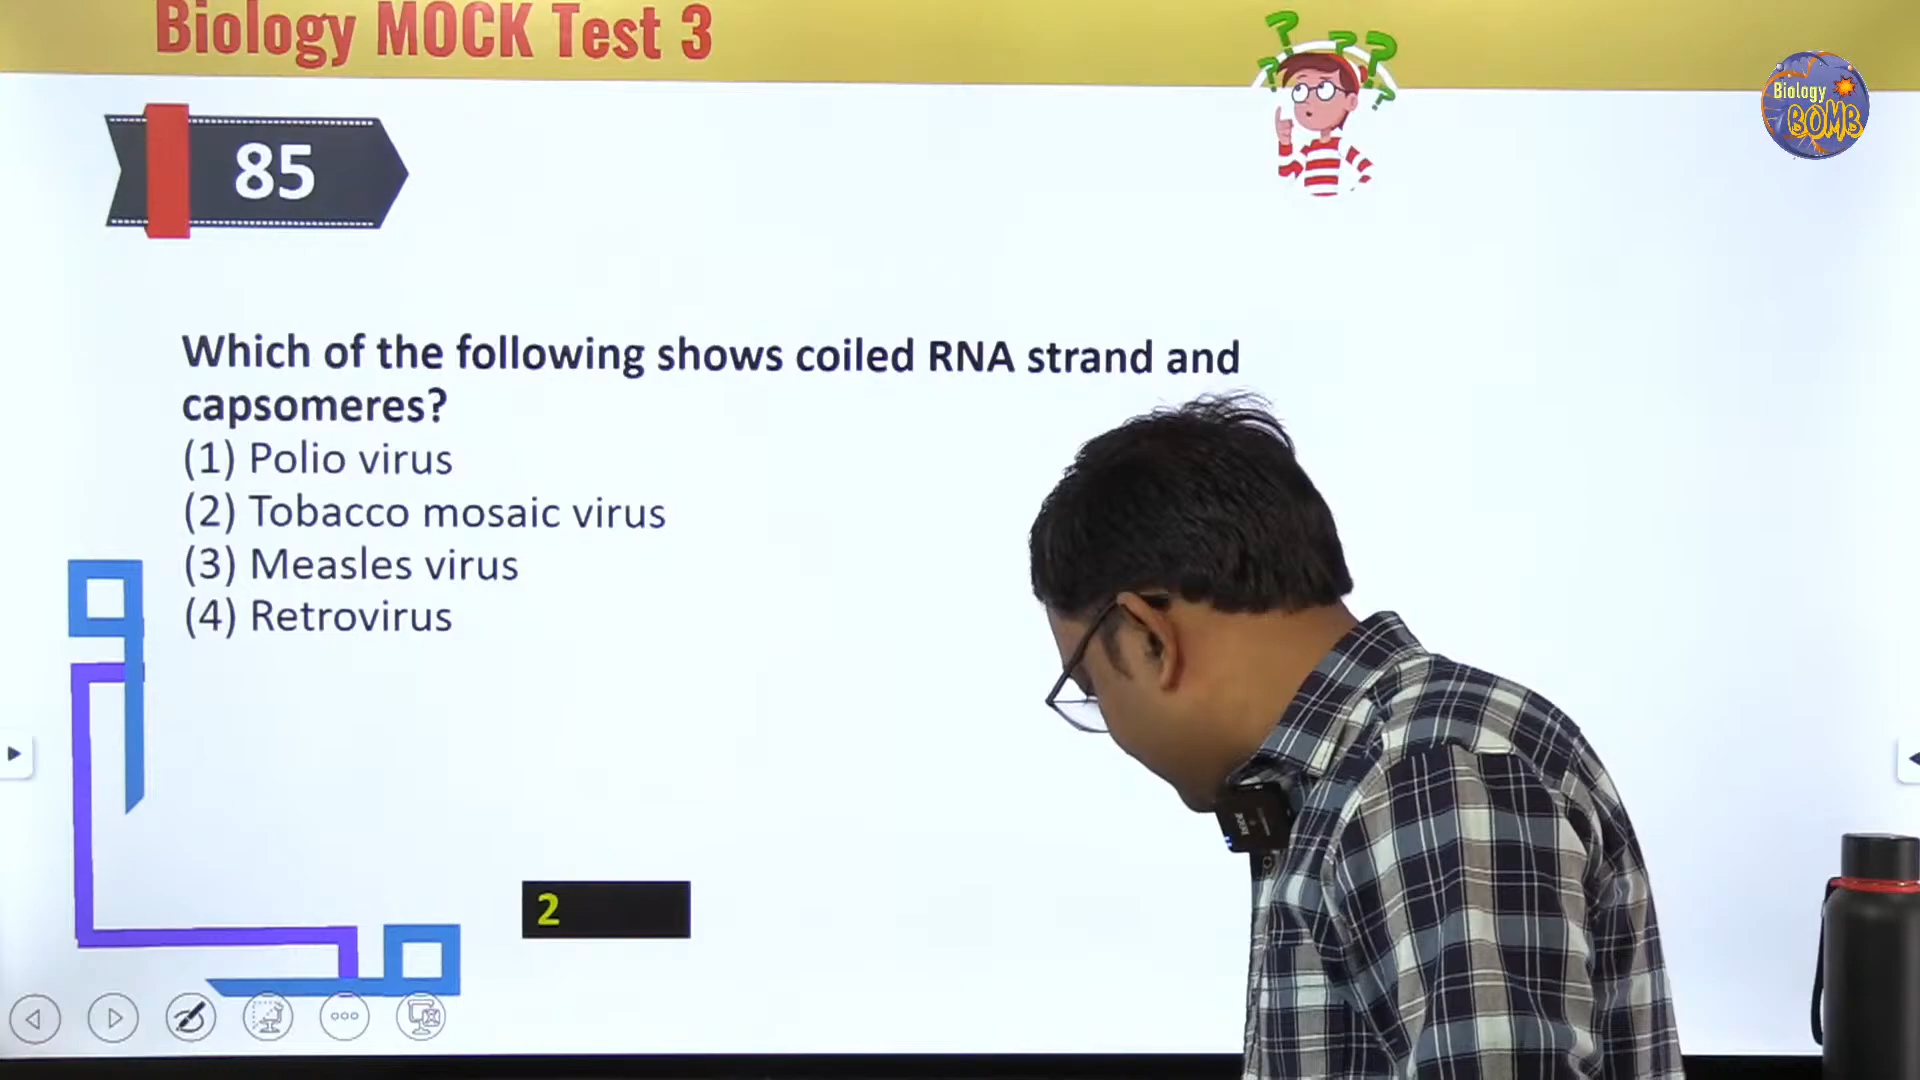 Biology MOCK Test 3
Biology
BOMB
85
Which of the following shows coiled RNA strand and
capsomeres?
(1) Polio virus
(2) Tobacco mosaic virus
(3) Measles virus
(4) Retrovirus
2